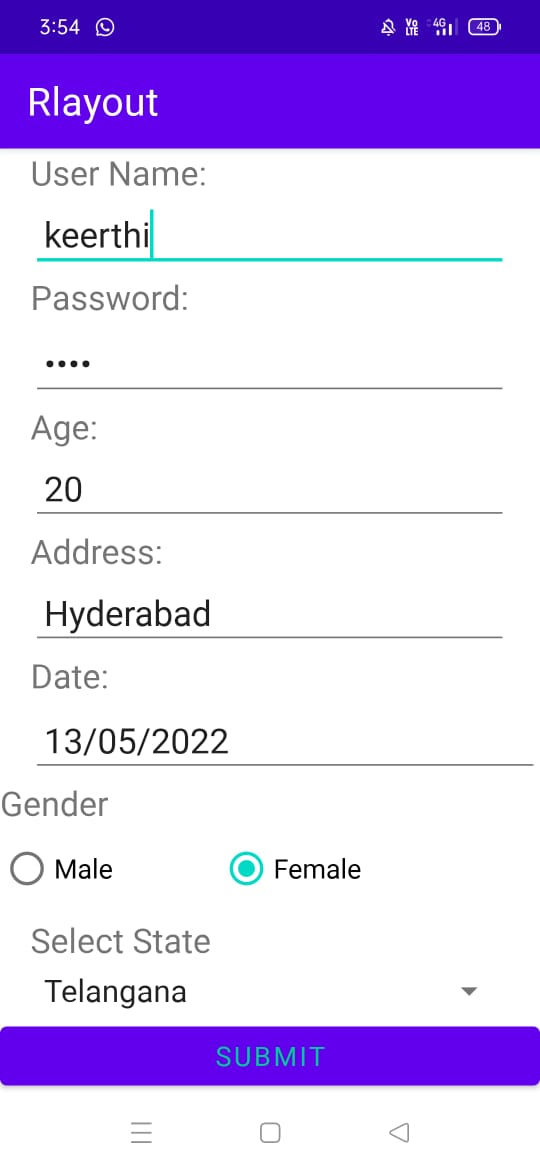 3:54 VO LTE 4G 48
Rlayout
User Name:
keerthi
Password:
••••
Age:
20
Address:
Hyderabad
Date:
13/05/2022
Gender
Male Female
Select State
Telangana
SUBMIT